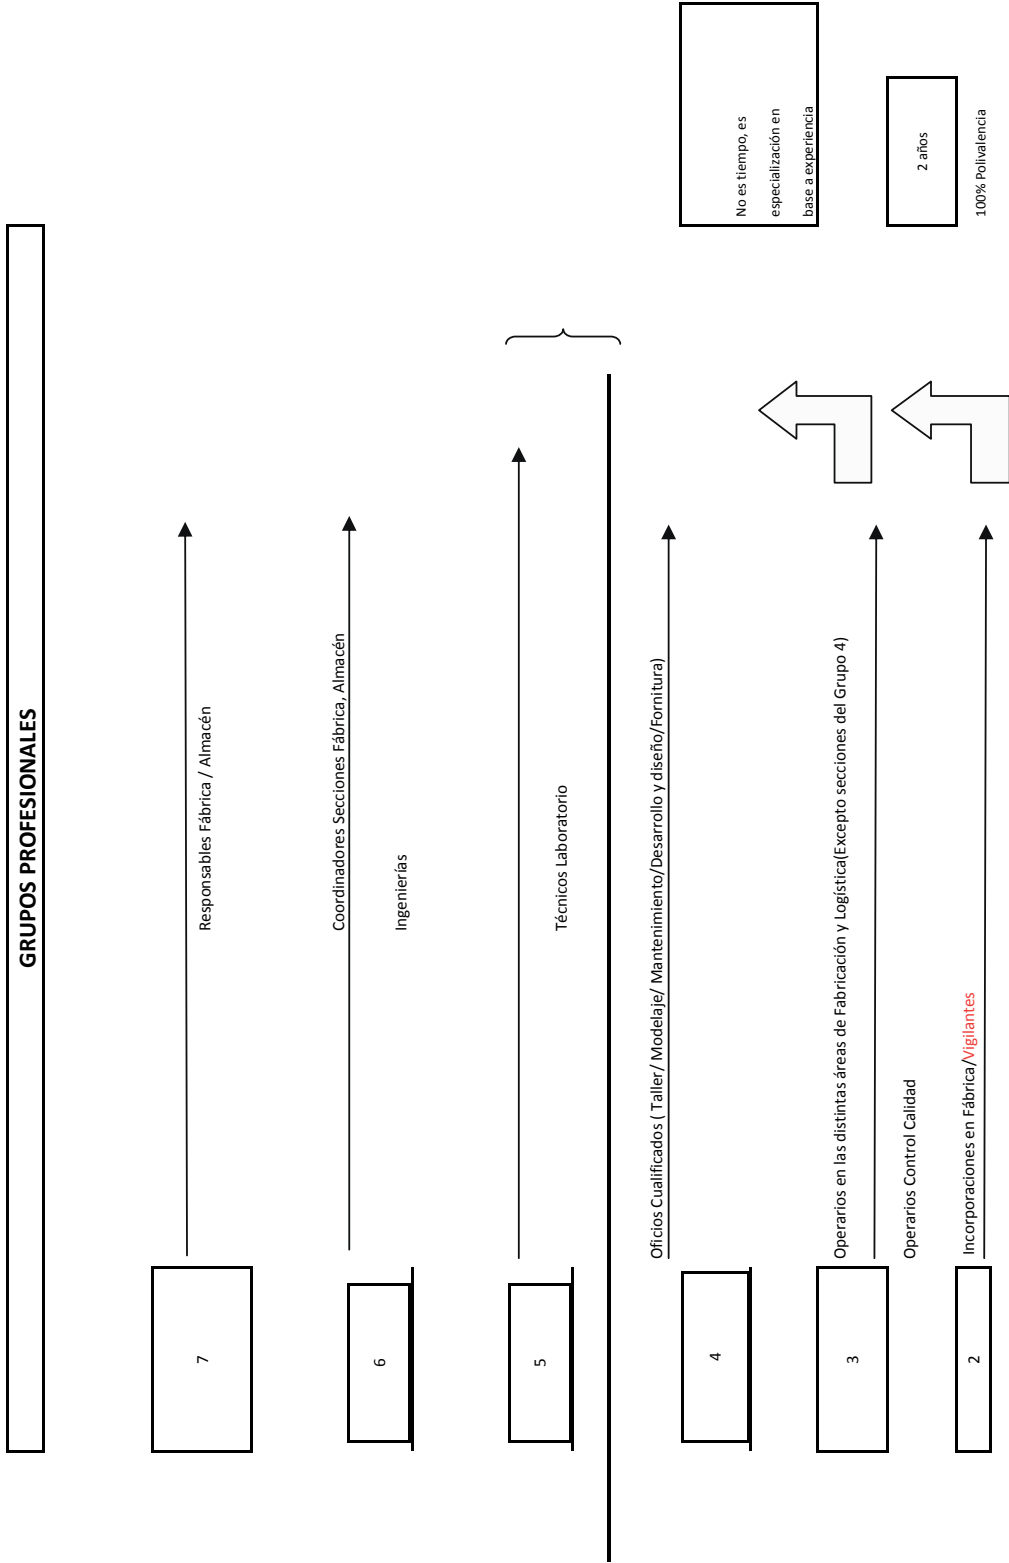 GRUPOS PROFESIONALES
7
Responsables Fábrica / Almacén
6
Coordinadores Secciones Fábrica, Almacén
Ingenierías
5
Técnicos Laboratorio
4
Oficios Cualificados ( Taller/ Modelaje/ Mantenimiento/Desarrollo y diseño/Fornitura)
No es tiempo, es
especialización en
base a experiencia
3
Operarios en las distintas áreas de Fabricación y Logística(Excepto secciones del Grupo 4)
Operarios Control Calidad
2 años
2
Incorporaciones en Fábrica/Vigilantes
100% Polivalencia